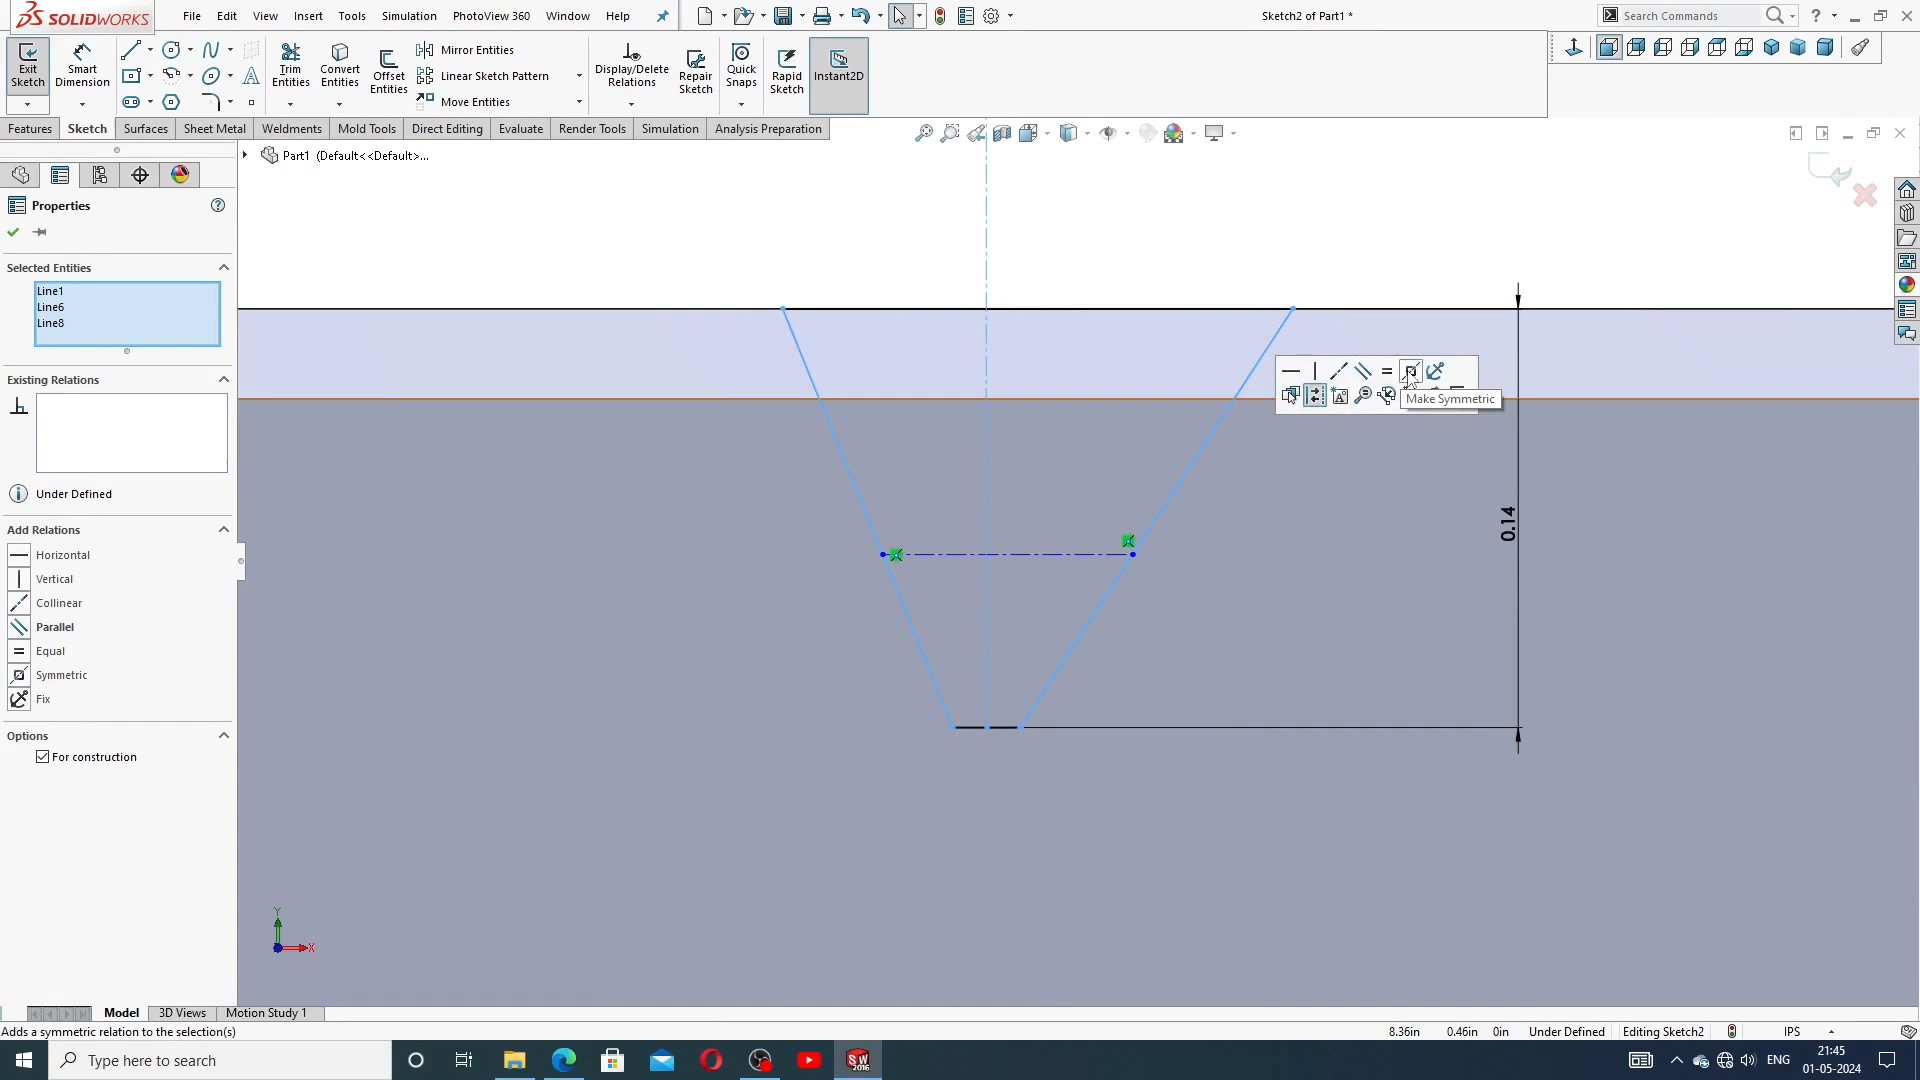 SOLIDWORKS
File Edit View Insert Tools Simulation PhotoView 360 Window Help
Sketch2 of Part1 *
Search Commands
Exit Sketch
Smart Dimension
Trim Entities
Convert Entities
Offset Entities
Mirror Entities
Linear Sketch Pattern
Move Entities
Display/Delete Relations
Repair Sketch
Quick Snaps
Rapid Sketch
Instant2D
Features Sketch Surfaces Sheet Metal Weldments Mold Tools Direct Editing Evaluate Render Tools Simulation Analysis Preparation
Part1 (Default<<Default>...
Properties
Selected Entities
Line1
Line6
Line8
Existing Relations
Under Defined
Add Relations
Horizontal
Vertical
Collinear
Parallel
Equal
Symmetric
Fix
Options
For construction
Make Symmetric
0.14
Y
X
Model 3D Views Motion Study 1
Adds a symmetric relation to the selection(s)
8.36in 0.46in 0in Under Defined Editing Sketch2 IPS
Type here to search
SW 2016
ENG
21:45
01-05-2024